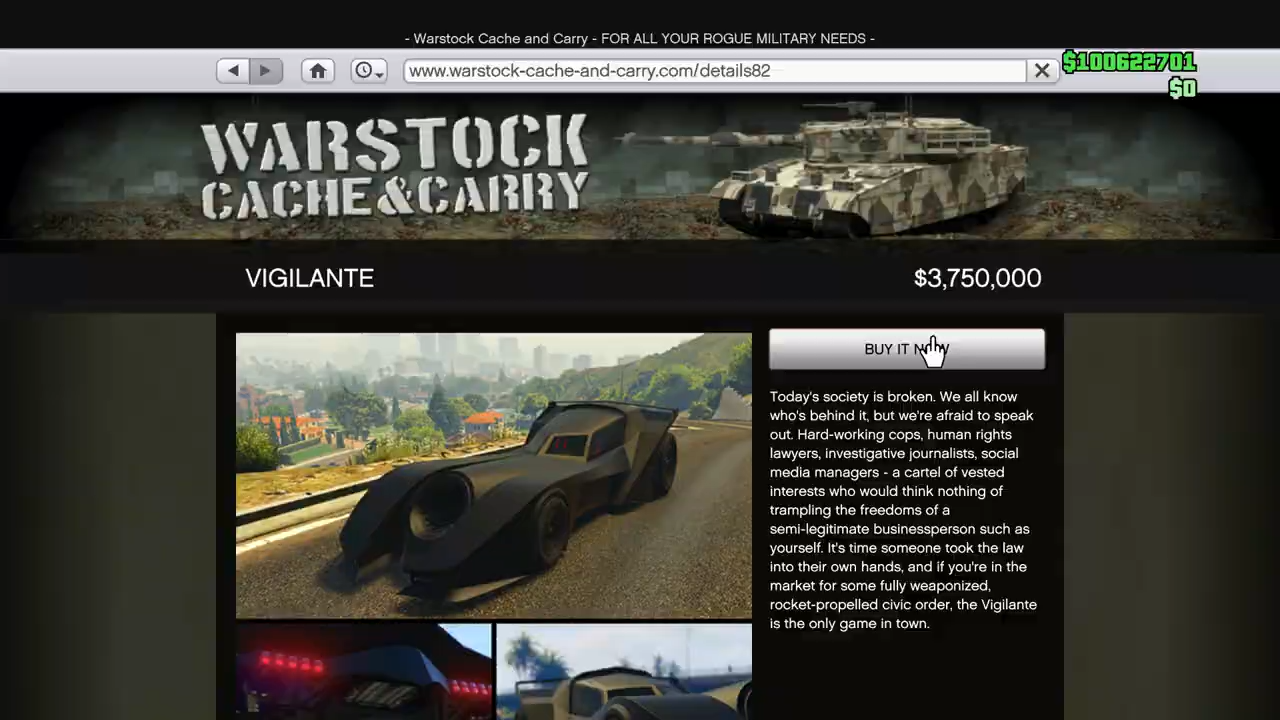 - Warstock Cache and Carry - FOR ALL YOUR ROGUE MILITARY NEEDS -
www.warstock-cache-and-carry.com/details82
$100622701
$0
WARSTOCK
CACHE & CARRY
VIGILANTE
$3,750,000
BUY IT NOW
Today's society is broken. We all know
who's behind it, but we're afraid to speak
out. Hard-working cops, human rights
lawyers, investigative journalists, social
media managers - a cartel of vested
interests who would think nothing of
trampling the freedoms of a
semi-legitimate businessperson such as
yourself. It's time someone took the law
into their own hands, and if you're in the
market for some fully weaponized,
rocket-propelled civic order, the Vigilante
is the only game in town.